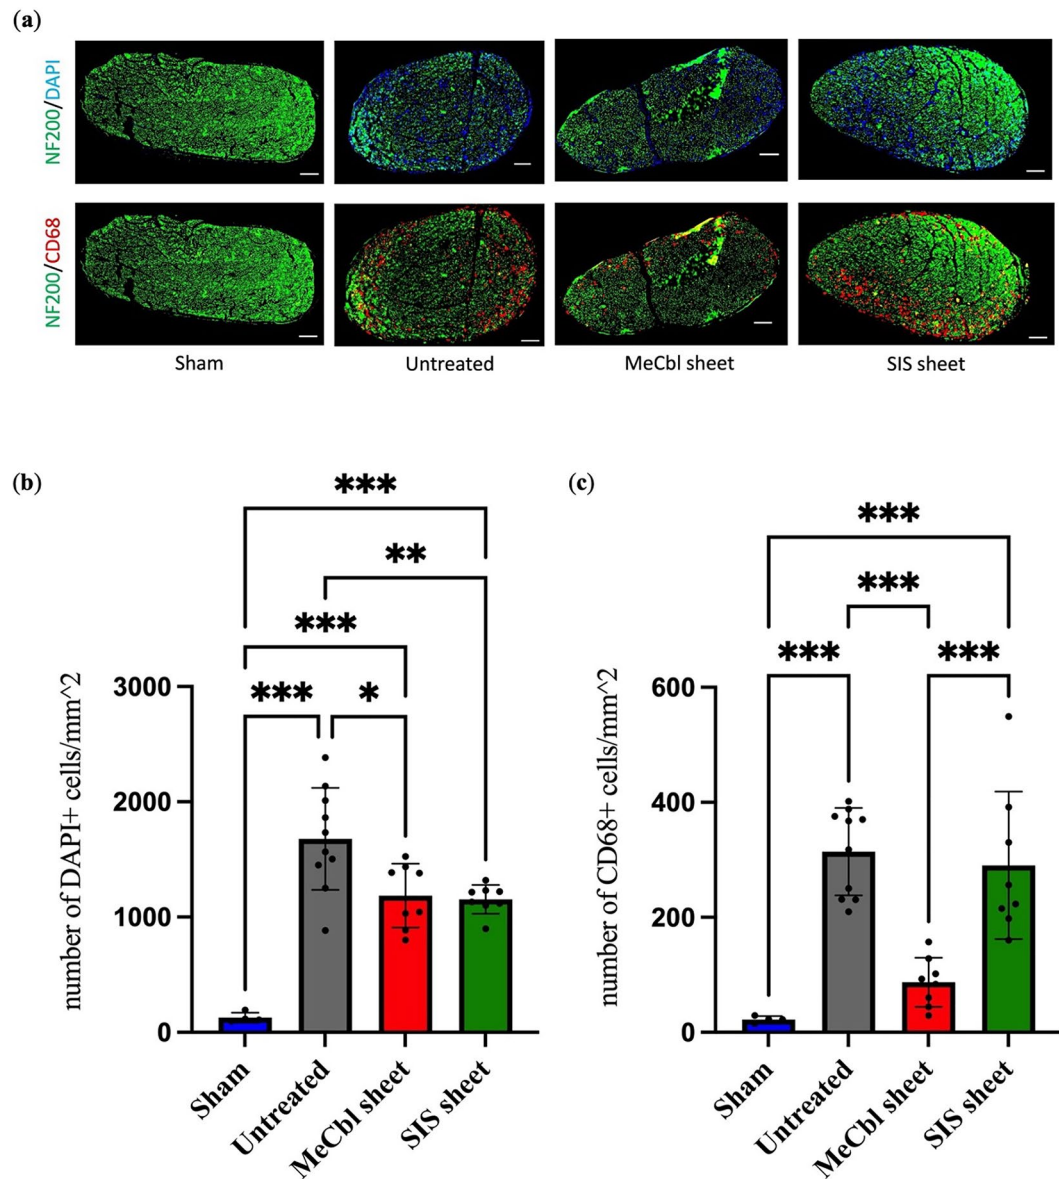 (a)
NF200/DAPI
NF200/CD68
Sham
Untreated
MeCbl sheet
SIS sheet
(b)
***
**
***
***
*
number of DAPI+ cells/mm^2
3000
2000
1000
0
Sham
Untreated
MeCbl sheet
SIS sheet
(c)
***
***
***
***
number of CD68+ cells/mm^2
600
400
200
0
Sham
Untreated
MeCbl sheet
SIS sheet